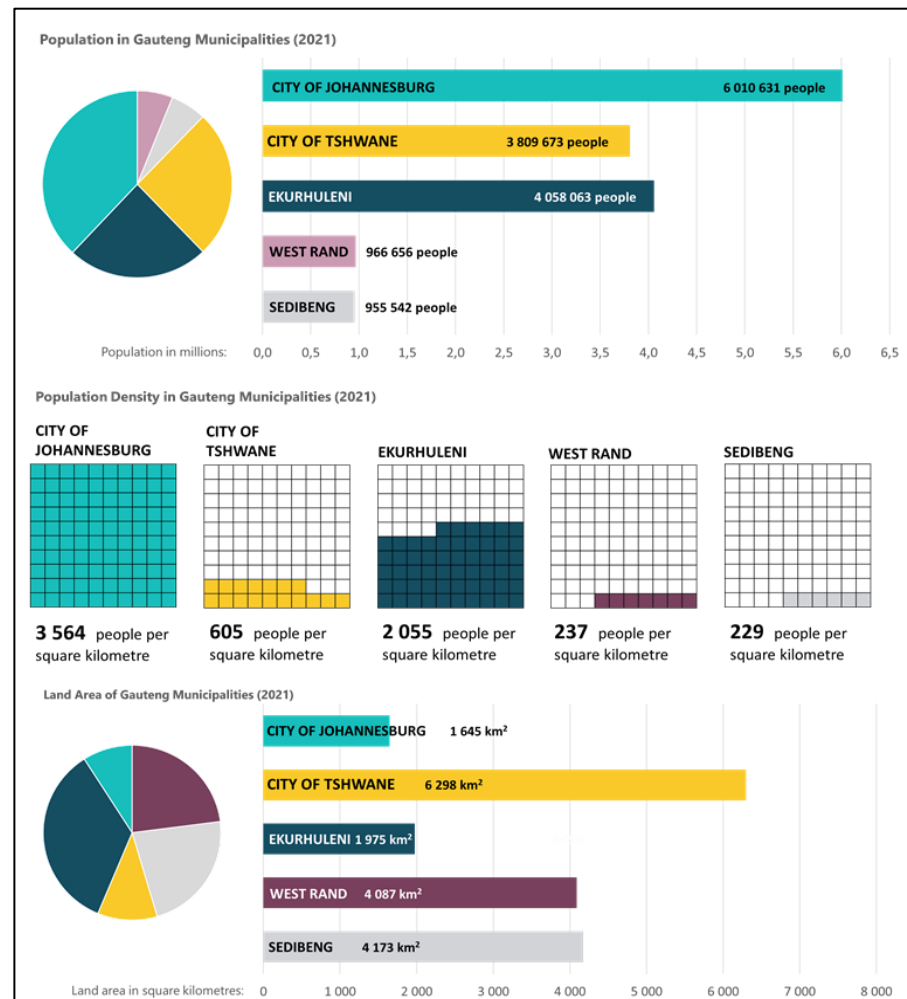 Population in Gauteng Municipalities (2021)
CITY OF JOHANNESBURG 6 010 631 people
CITY OF TSHWANE 3 809 673 people
EKURHULENI 4 058 063 people
WEST RAND 966 656 people
SEDIBENG 955 542 people
Population in millions: 0,0 0,5 1,0 1,5 2,0 2,5 3,0 3,5 4,0 4,5 5,0 5,5 6,0 6,5
Population Density in Gauteng Municipalities (2021)
CITY OF
JOHANNESBURG
3 564 people per
square kilometre
CITY OF
TSHWANE
605 people per
square kilometre
EKURHULENI
2 055 people per
square kilometre
WEST RAND
237 people per
square kilometre
SEDIBENG
229 people per
square kilometre
Land Area of Gauteng Municipalities (2021)
CITY OF JOHANNESBURG 1 645 km²
CITY OF TSHWANE 6 298 km²
EKURHULENI 1 975 km²
WEST RAND 4 087 km²
SEDIBENG 4 173 km²
Land area in square kilometres: 0 1 000 2 000 3 000 4 000 5 000 6 000 7 000 8 000